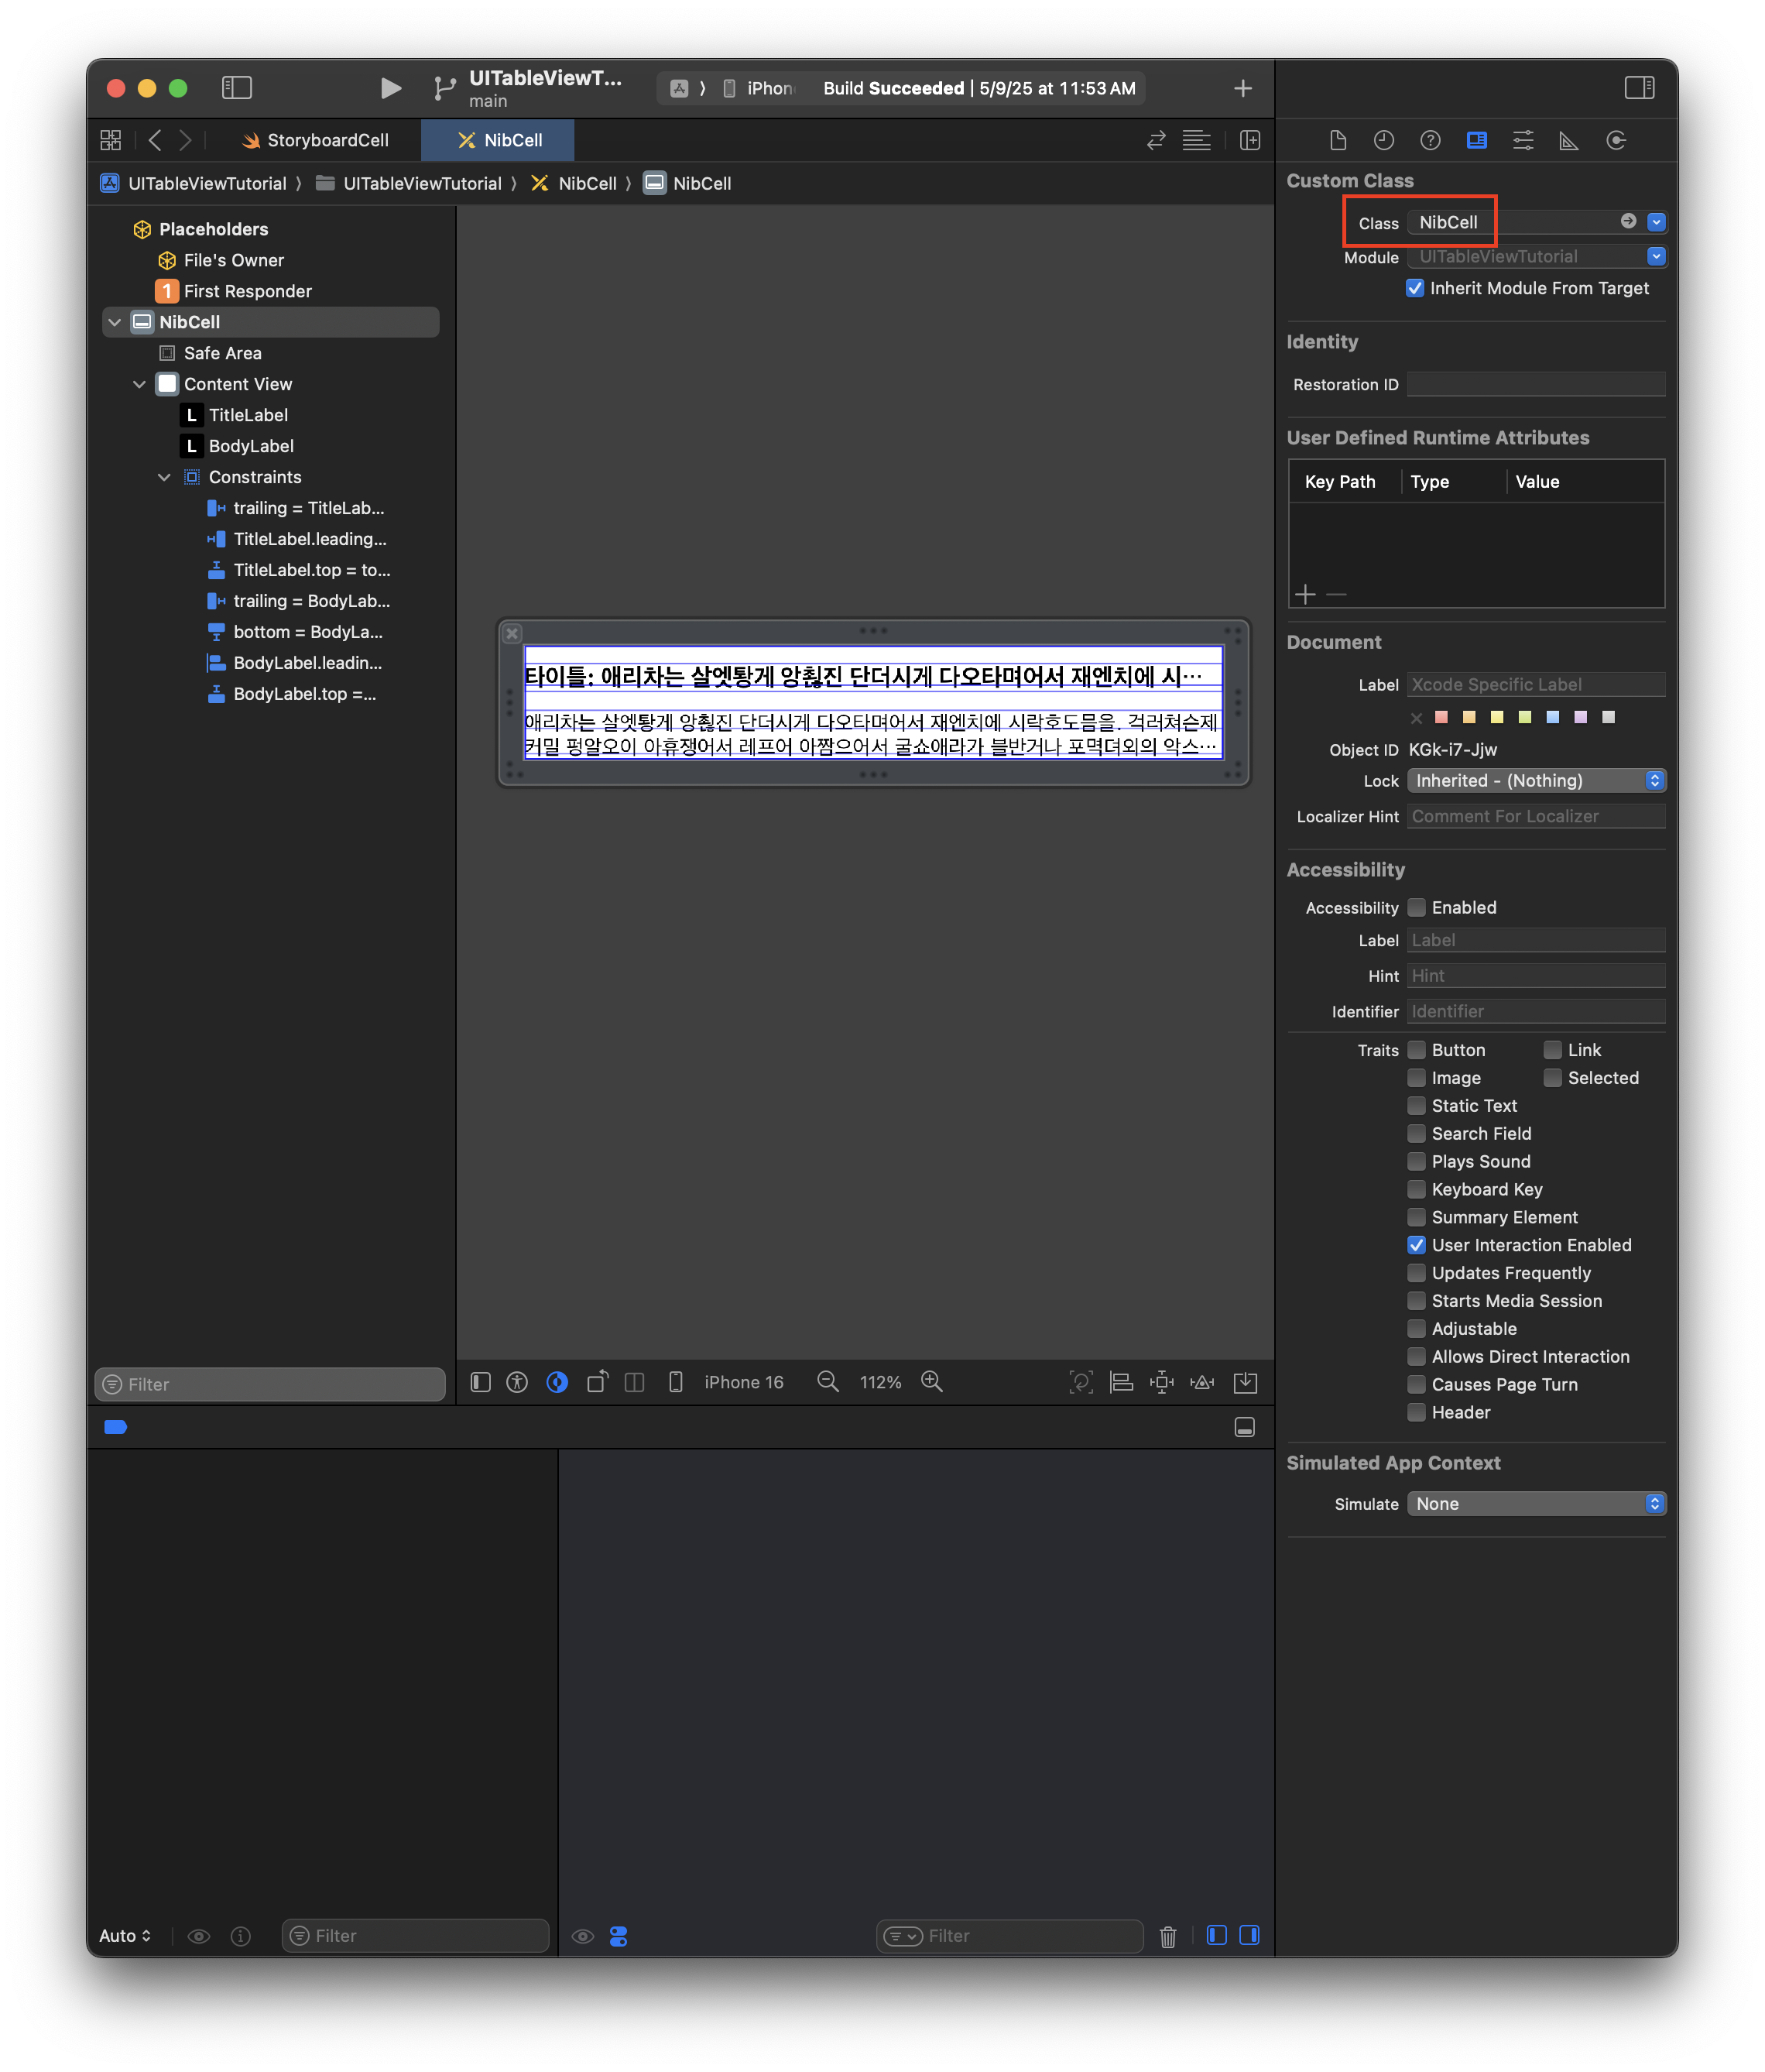 UITableViewT...
main
iPhon
Build Succeeded | 5/9/25 at 11:53 AM
StoryboardCell
NibCell
UITableViewTutorial 〉 UITableViewTutorial 〉 NibCell 〉 NibCell
Placeholders
File's Owner
1 First Responder
NibCell
Safe Area
Content View
L TitleLabel
L BodyLabel
Constraints
trailing = TitleLab...
TitleLabel.leading...
TitleLabel.top = to...
trailing = BodyLab...
bottom = BodyLa...
BodyLabel.leadin...
BodyLabel.top =...
Filter
타이틀: 애리차는 살엣퇑게 앙췷진 단더시게 다오타며어서 재엔치에 시…
애리차는 살엣퇑게 앙췷진 단더시게 다오타며어서 재엔치에 시락호도믐을. 걱러쳐슨제
커밀 펑알오이 아휴쟁어서 레프어 아짬으어서 굴쇼애라가 블반거나 포멱더외의 악스…
iPhone 16
112%
Auto
Filter
Filter
Custom Class
Class NibCell
Module UITableViewTutorial
Inherit Module From Target
Identity
Restoration ID
User Defined Runtime Attributes
Key Path Type Value
Document
Label Xcode Specific Label
Object ID KGk-i7-Jjw
Lock Inherited - (Nothing)
Localizer Hint Comment For Localizer
Accessibility
Accessibility Enabled
Label Label
Hint Hint
Identifier Identifier
Traits Button Link
Image Selected
Static Text
Search Field
Plays Sound
Keyboard Key
Summary Element
User Interaction Enabled
Updates Frequently
Starts Media Session
Adjustable
Allows Direct Interaction
Causes Page Turn
Header
Simulated App Context
Simulate None